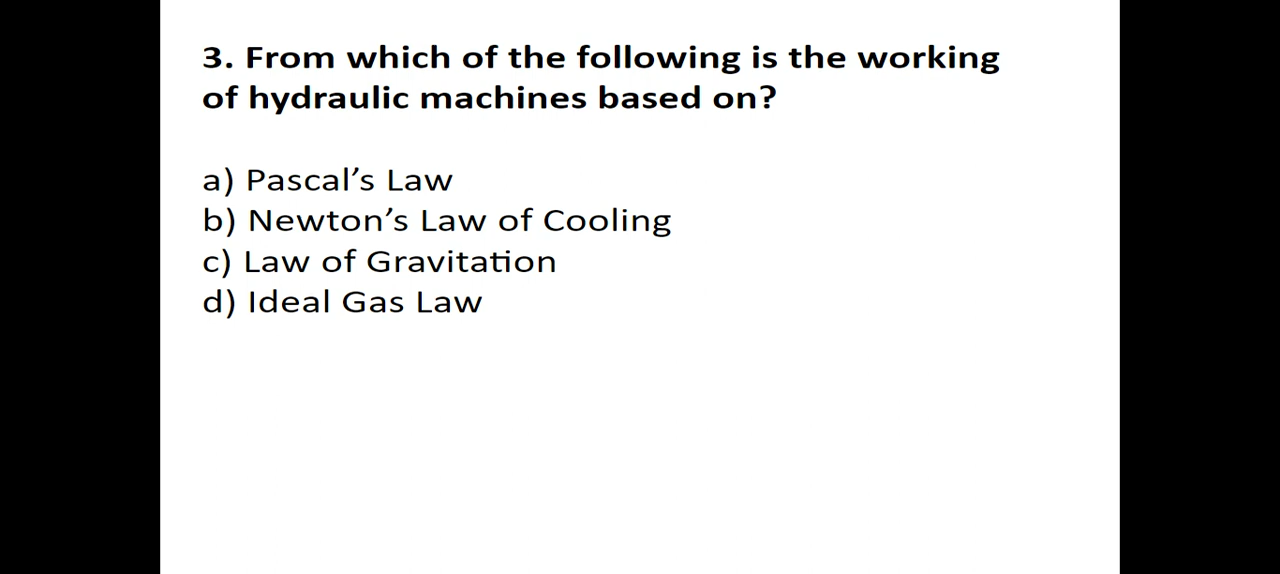 3. From which of the following is the working
of hydraulic machines based on?
a) Pascal’s Law
b) Newton’s Law of Cooling
c) Law of Gravitation
d) Ideal Gas Law